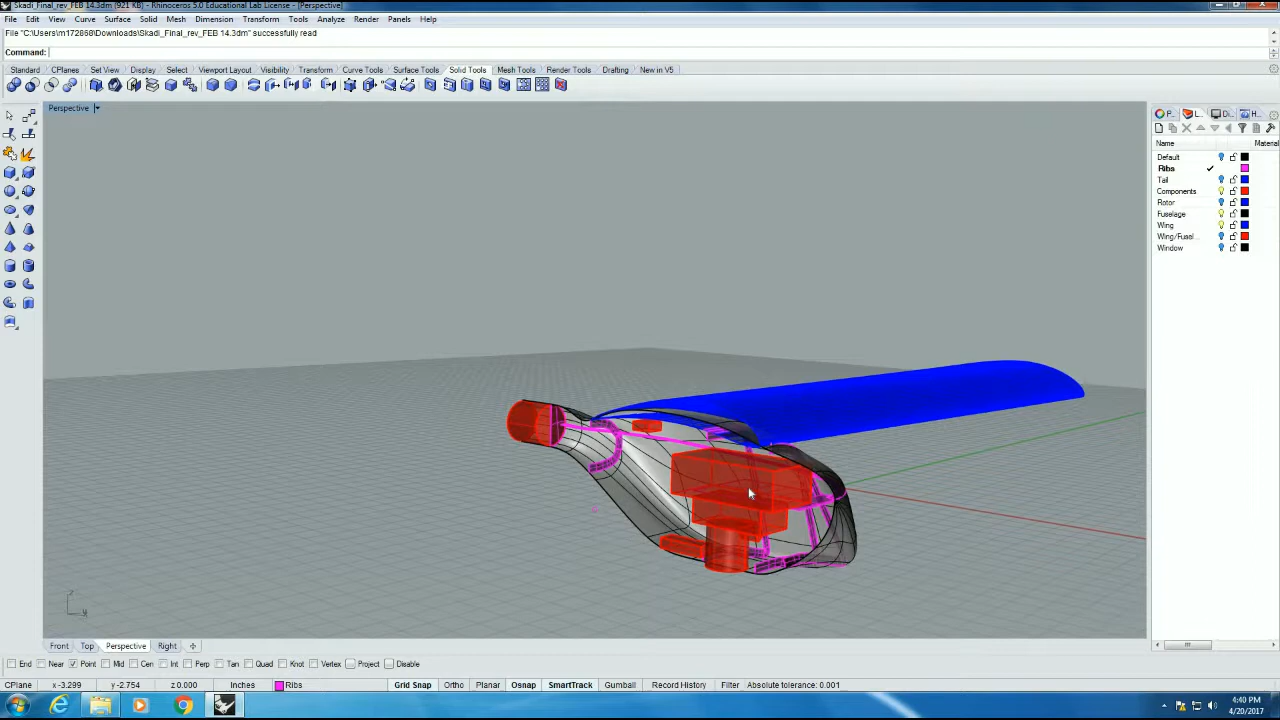 Skadi_Final_rev_FEB 14.3dm (921 KB) - Rhinoceros 5.0 Educational Lab License - [Perspective]
File Edit View Curve Surface Solid Mesh Dimension Transform Tools Analyze Render Panels Help
File "C:\Users\m172868\Downloads\Skadi_Final_rev_FEB 14.3dm" successfully read
Command:
Standard CPlanes Set View Display Select Viewport Layout Visibility Transform Curve Tools Surface Tools Solid Tools Mesh Tools Render Tools Drafting New in V5
Perspective
P... L... Di... H...
Name Material
Default
Ribs
Tail
Components
Rotor
Fuselage
Wing
Wing/Fusel...
Window
z
Front Top Perspective Right
End Near Point Mid Cen Int Perp Tan Quad Knot Vertex Project Disable
CPlane x -3.299 y -2.754 z 0.000 Inches Ribs Grid Snap Ortho Planar Osnap SmartTrack Gumball Record History Filter Absolute tolerance: 0.001
4:40 PM
4/20/2017